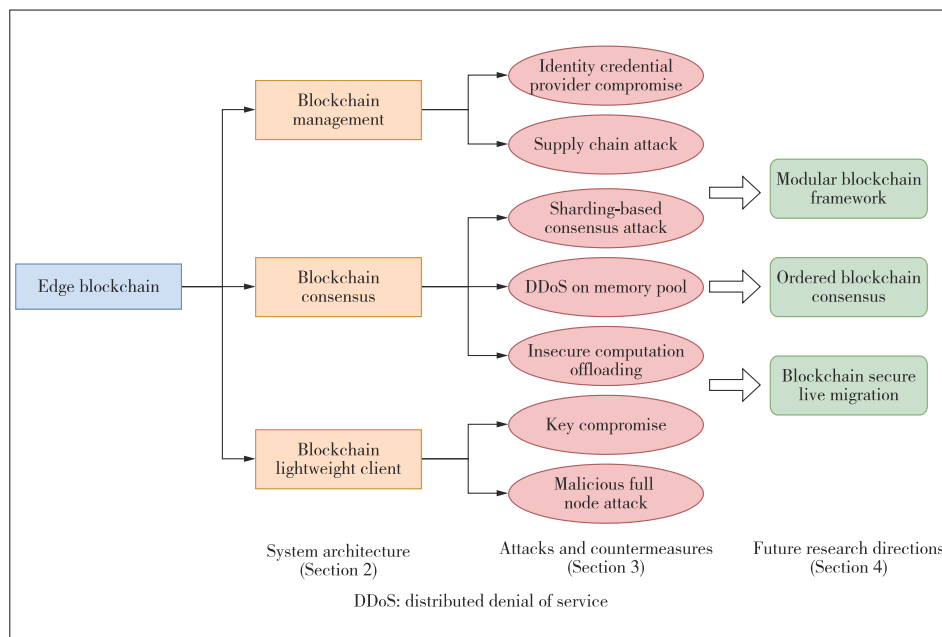 Edge blockchain
Blockchain
management
Blockchain
consensus
Blockchain
lightweight client
Identity credential
provider compromise
Supply chain attack
Sharding-based
consensus attack
DDoS on memory pool
Insecure computation
offloading
Key compromise
Malicious full
node attack
Modular blockchain
framework
Ordered blockchain
consensus
Blockchain secure
live migration
System architecture
(Section 2)
Attacks and countermeasures
(Section 3)
Future research directions
(Section 4)
DDoS: distributed denial of service